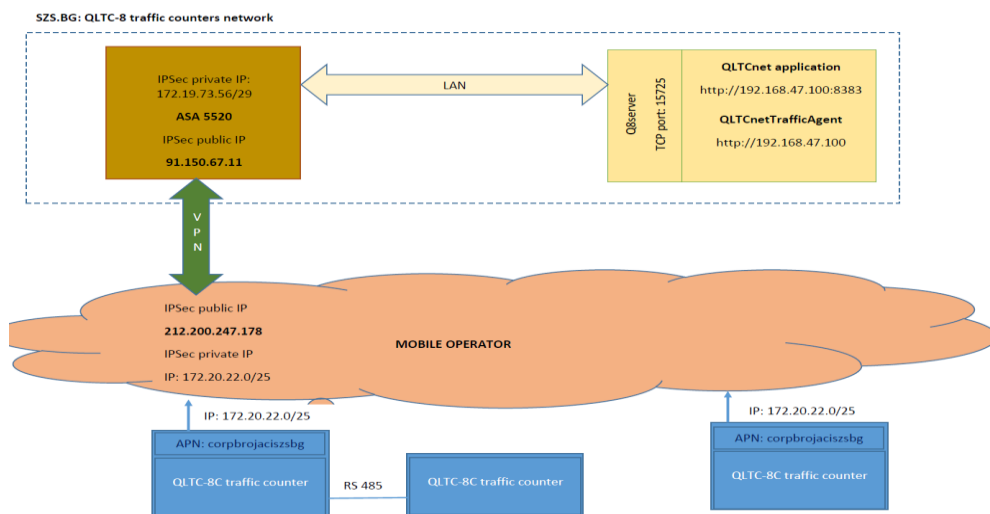 SZS.BG: QLTC-8 traffic counters network
IPSec private IP:
172.19.73.56/29
ASA 5520
IPSec public IP
91.150.67.11
LAN
Q8server
TCP port: 15725
QLTCnet application
http://192.168.47.100:8383
QLTCnetTrafficAgent
http://192.168.47.100
V
P
N
IPSec public IP
212.200.247.178
IPSec private IP
IP: 172.20.22.0/25
MOBILE OPERATOR
IP: 172.20.22.0/25
APN: corpbrojaciszsbg
QLTC-8C traffic counter
RS 485
QLTC-8C traffic counter
IP: 172.20.22.0/25
APN: corpbrojaciszsbg
QLTC-8C traffic counter